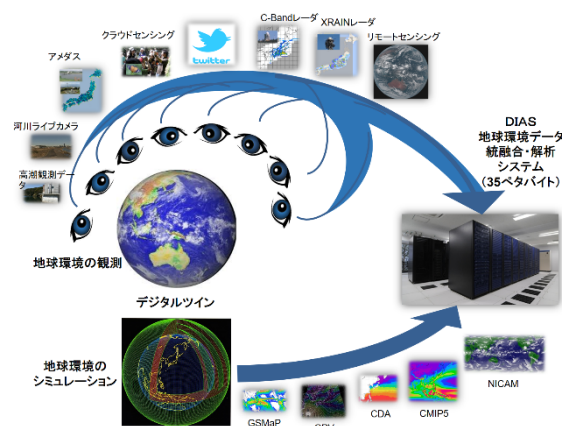 クラウドセンシング
twitter
C-Bandレーダ
XRAINレーダ
リモートセンシング
アメダス
河川ライブカメラ
高潮観測デー
タ
DIAS
地球環境データ
統融合・解析
システム
(35ペタバイト)
地球環境の観測
デジタルツイン
地球環境の
シミュレーション
GSMaP
CDA
CMIP5
NICAM